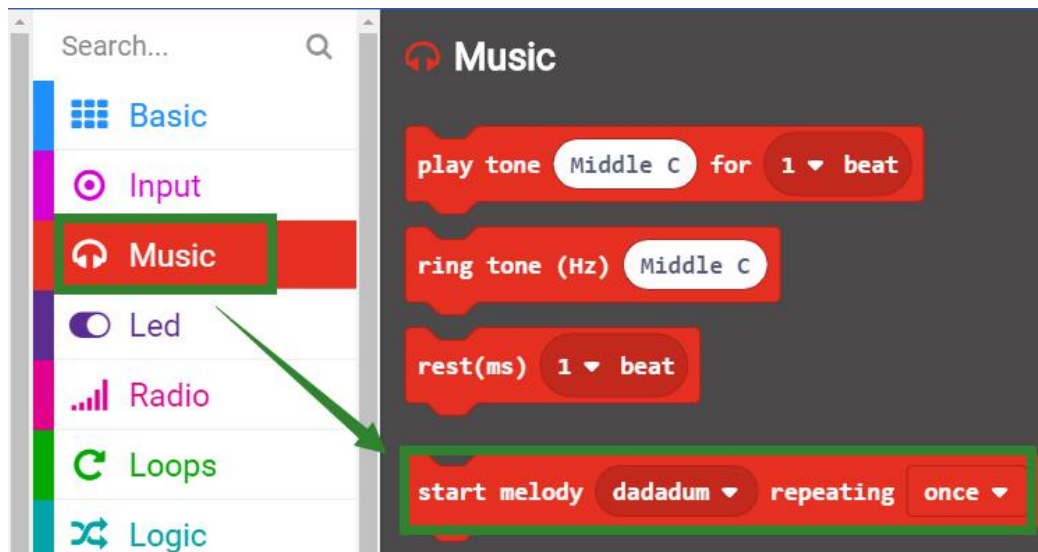 Search...
Basic
Input
Music
Led
Radio
Loops
Logic
Music
play tone Middle C for 1 beat
ring tone (Hz) Middle C
rest(ms) 1 beat
start melody dadadum repeating once